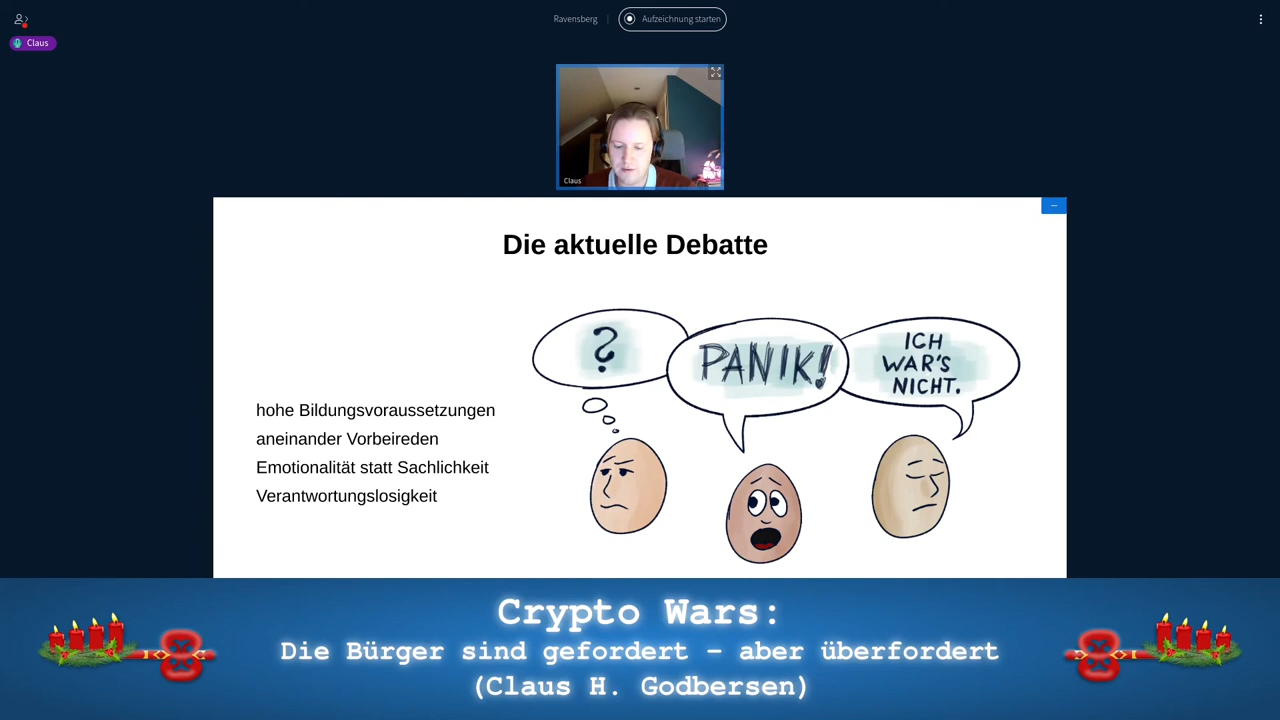 Ravensberg
Aufzeichnung starten
Claus
Claus
Die aktuelle Debatte
?
PANIK!
ICH
WAR'S
NICHT.
hohe Bildungsvoraussetzungen
aneinander Vorbeireden
Emotionalität statt Sachlichkeit
Verantwortungslosigkeit
Crypto Wars:
Die Bürger sind gefordert – aber überfordert
(Claus H. Godbersen)